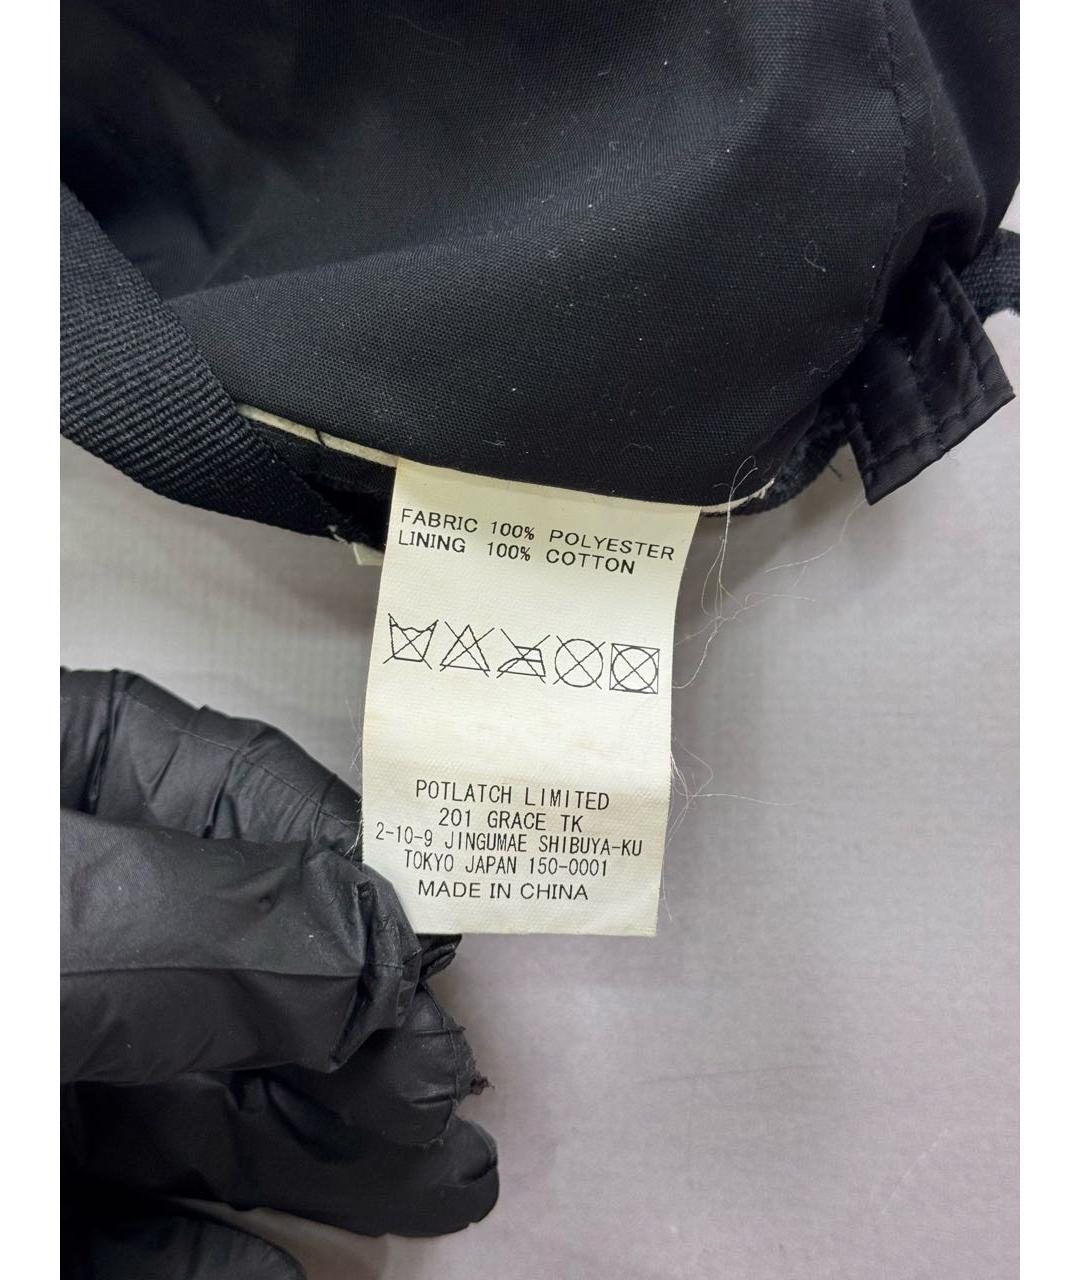 FABRIC 100% POLYESTER
LINING 100% COTTON
POTLATCH LIMITED
201 GRACE TK
2-10-9 JINGUMAE SHIBUYA-KU
TOKYO JAPAN 150-0001
MADE IN CHINA